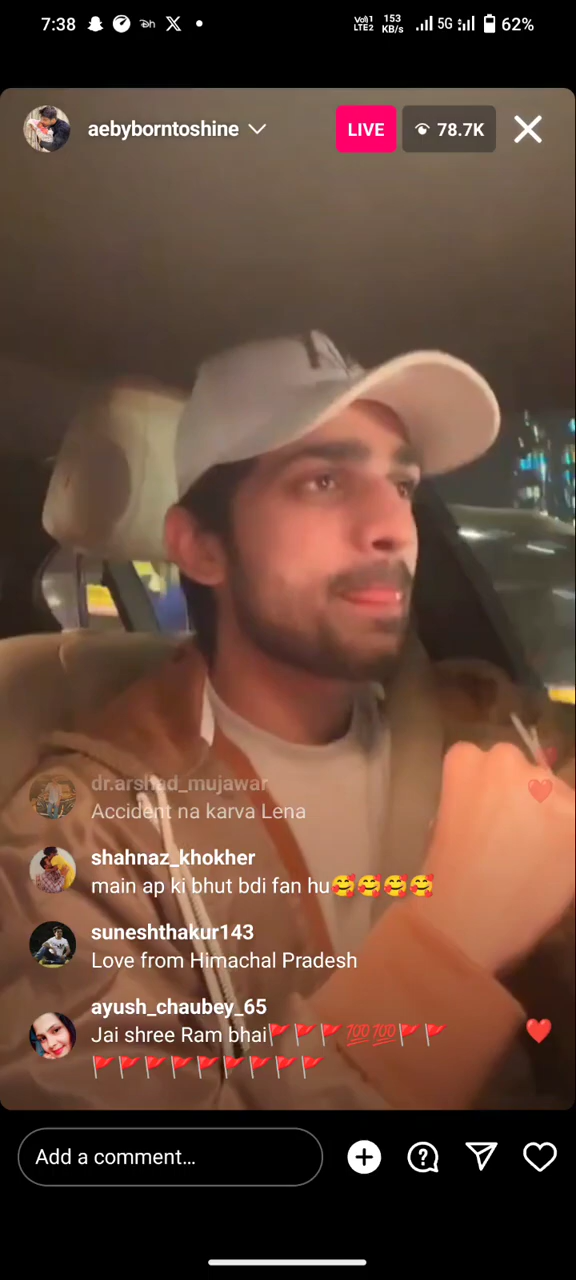 7:38
Vo)) 1
LTE2
153
KB/s
5G
62%
aebyborntoshine
LIVE
78.7K
dr.arshad_mujawar
Accident na karva Lena
shahnaz_khokher
main ap ki bhut bdi fan hu🥰🥰🥰🥰
suneshthakur143
Love from Himachal Pradesh
ayush_chaubey_65
Jai shree Ram bhai🚩🚩🚩💯💯🚩🚩
🚩🚩🚩🚩🚩🚩🚩🚩🚩
Add a comment…